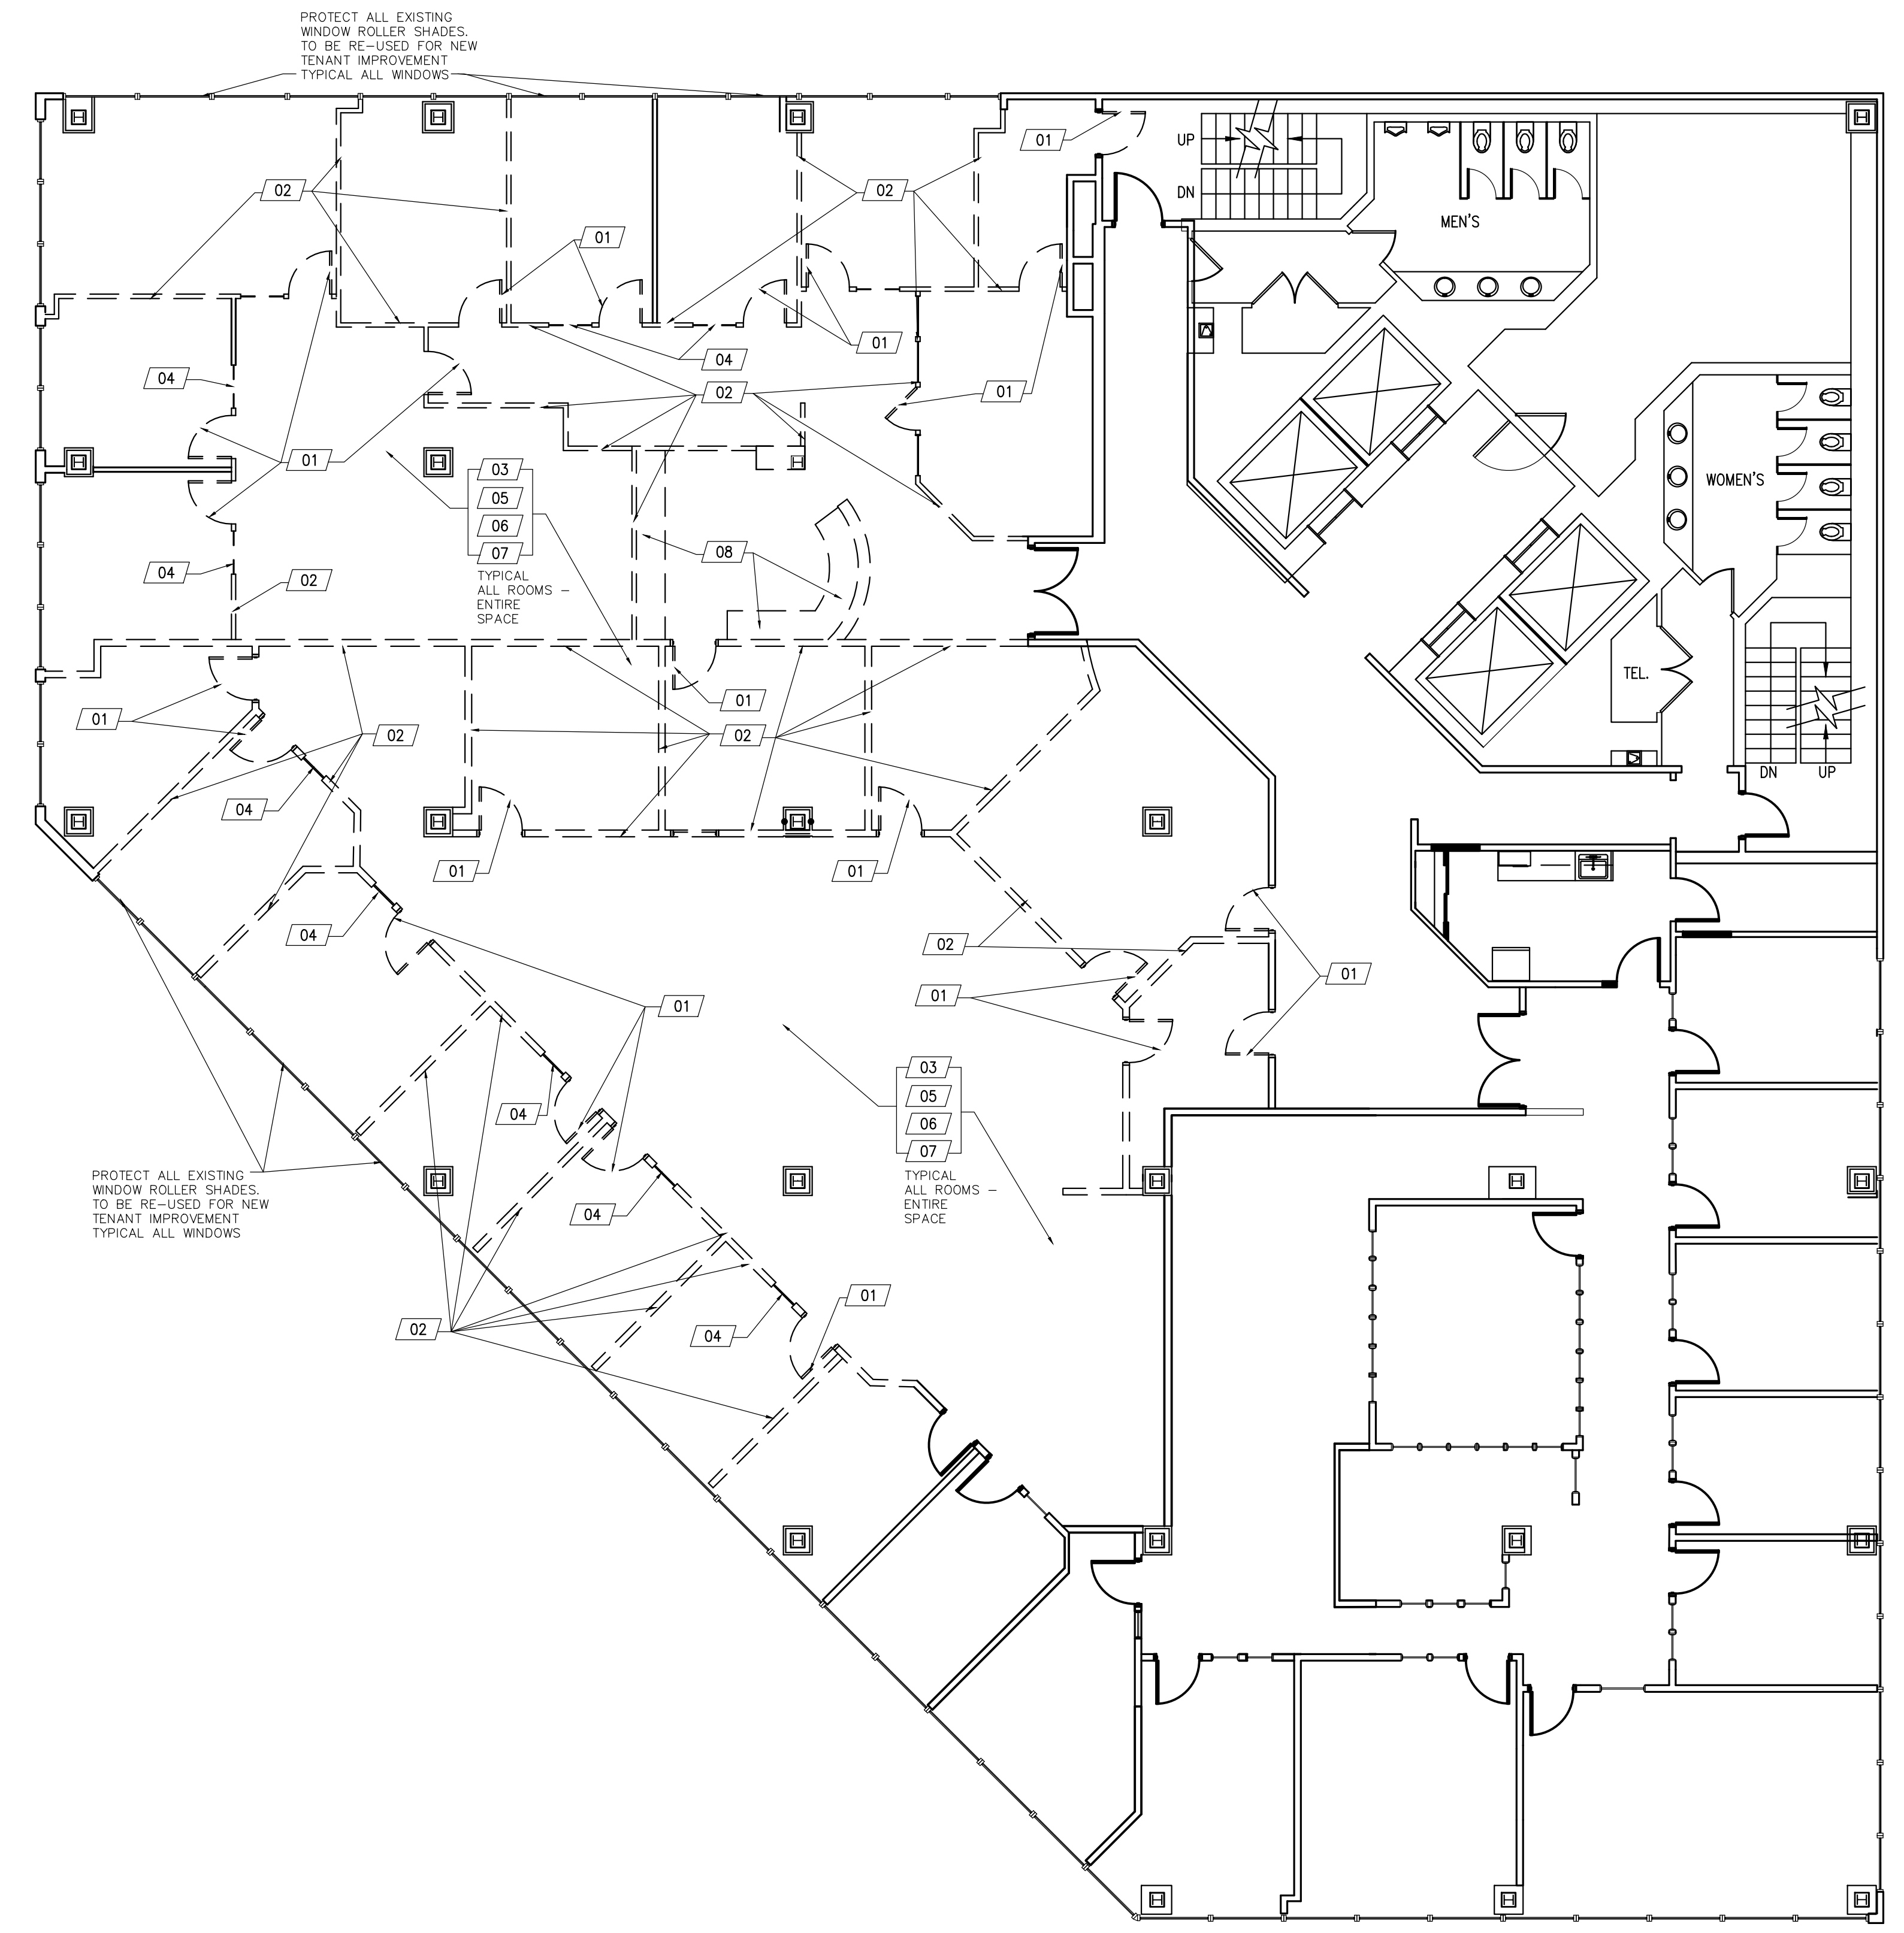 PROTECT ALL EXISTING
WINDOW ROLLER SHADES.
TO BE RE-USED FOR NEW
TENANT IMPROVEMENT
TYPICAL ALL WINDOWS
01
UP
DN
MEN'S
02
02
01
01
04
04
02
01
01
03
05
06
07
TYPICAL
ALL ROOMS -
ENTIRE
SPACE
WOMEN'S
08
04
02
TEL.
01
01
02
02
DN
UP
04
01
01
04
02
01
01
01
03
05
06
07
TYPICAL
ALL ROOMS -
ENTIRE
SPACE
04
PROTECT ALL EXISTING
WINDOW ROLLER SHADES.
TO BE RE-USED FOR NEW
TENANT IMPROVEMENT
TYPICAL ALL WINDOWS
04
01
02
04